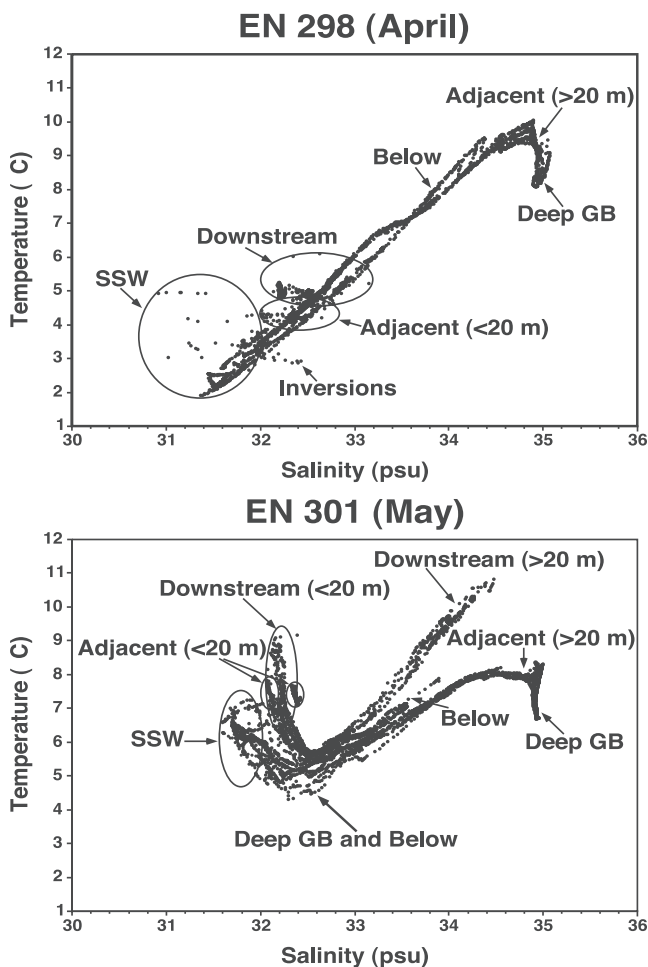 EN 298 (April)
Temperature ( C)
12
11
10
9
8
7
6
5
4
3
2
1
Adjacent (>20 m)
Below
Deep GB
Downstream
SSW
Adjacent (<20 m)
Inversions
30 31 32 33 34 35 36
Salinity (psu)
EN 301 (May)
Temperature ( C)
12
11
10
9
8
7
6
5
4
3
2
1
Downstream (>20 m)
Downstream (<20 m)
Adjacent (<20 m)
Adjacent (>20 m)
Below
SSW
Deep GB
Deep GB and Below
30 31 32 33 34 35 36
Salinity (psu)